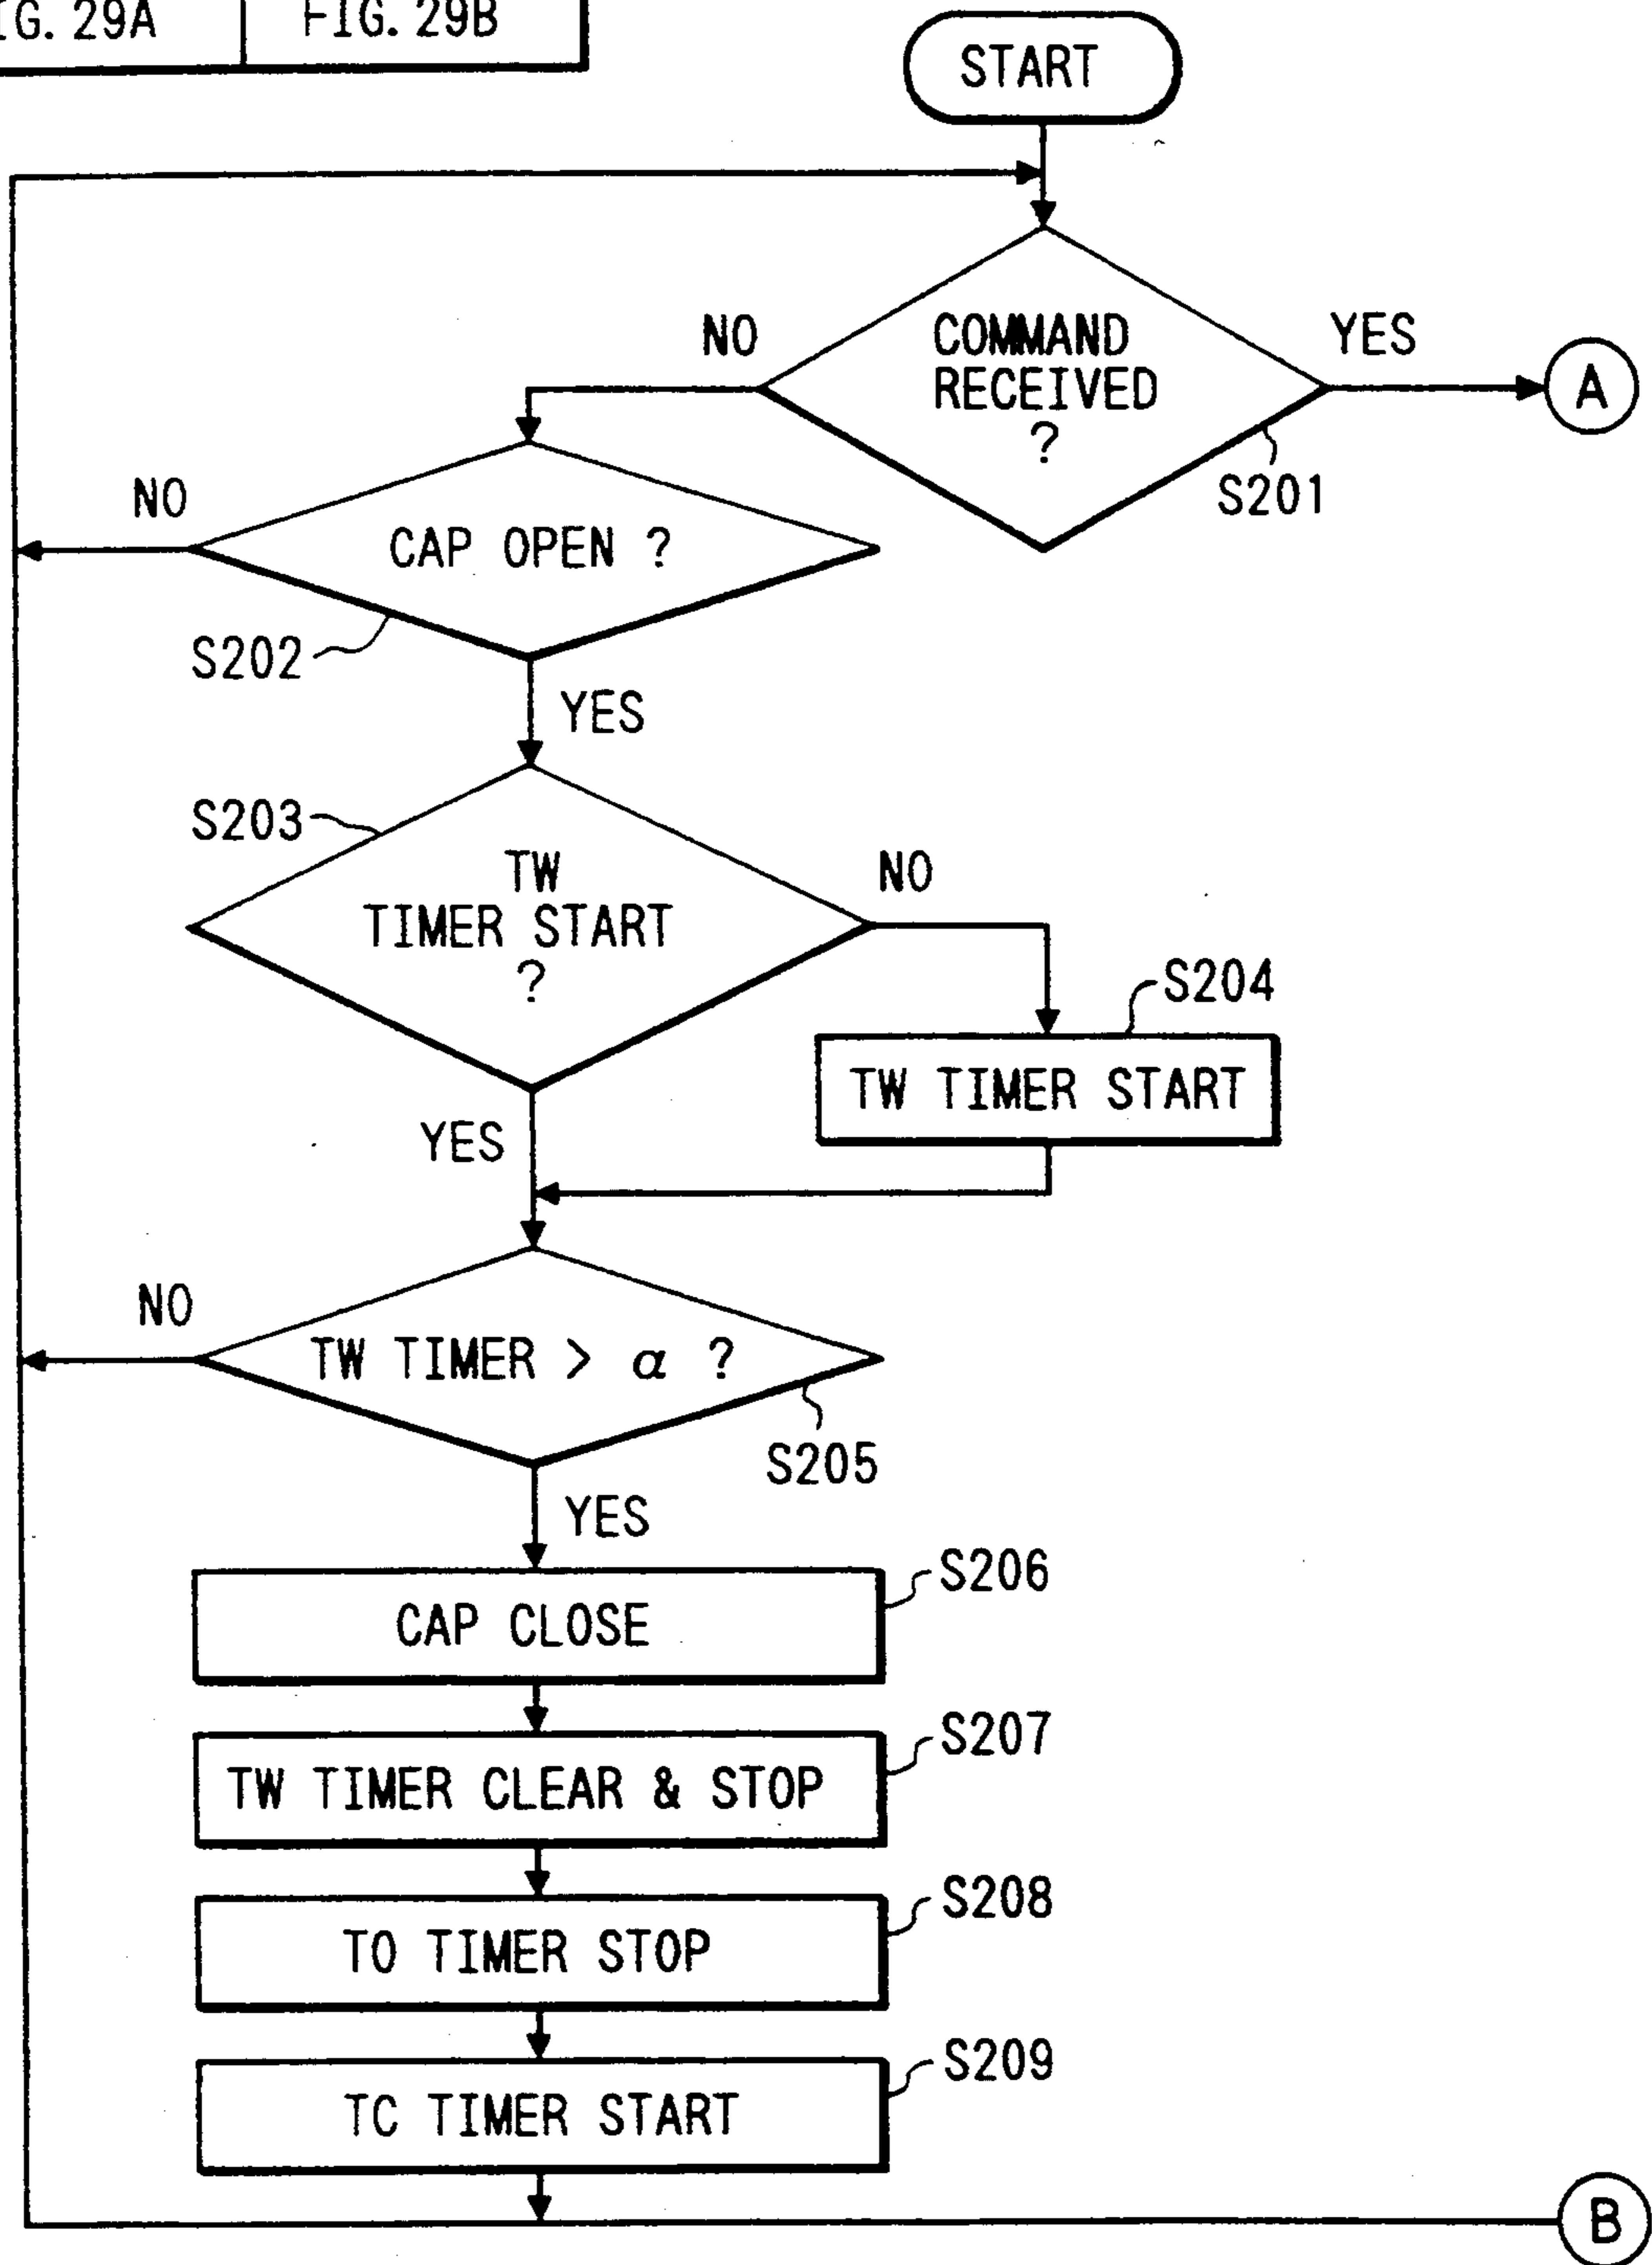 FIG. 29A FIG. 29B
START
COMMAND
RECEIVED
?
NO
YES
A
S201
CAP OPEN ?
NO
S202
YES
S203
TW
TIMER START
?
NO
S204
TW TIMER START
YES
NO
TW TIMER > α ?
S205
YES
S206
CAP CLOSE
S207
TW TIMER CLEAR & STOP
S208
TO TIMER STOP
S209
TC TIMER START
B